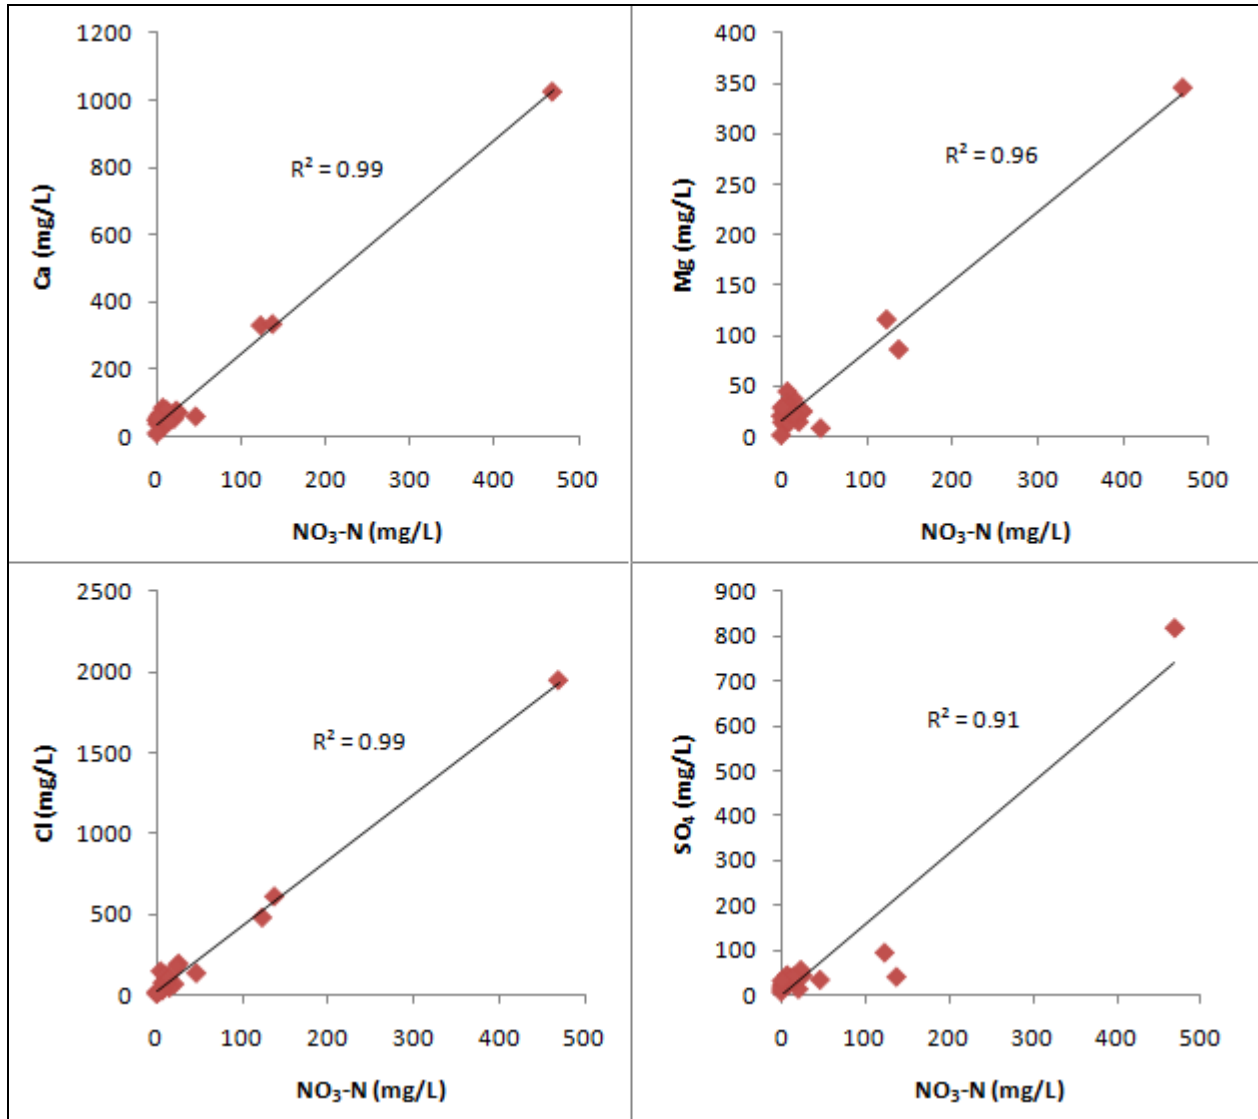 1200
1000
800
600
400
200
0
Ca (mg/L)
R² = 0.99
0 100 200 300 400 500
NO₃-N (mg/L)
400
350
300
250
200
150
100
50
0
Mg (mg/L)
R² = 0.96
0 100 200 300 400 500
NO₃-N (mg/L)
2500
2000
1500
1000
500
0
Cl (mg/L)
R² = 0.99
0 100 200 300 400 500
NO₃-N (mg/L)
900
800
700
600
500
400
300
200
100
0
SO₄ (mg/L)
R² = 0.91
0 100 200 300 400 500
NO₃-N (mg/L)